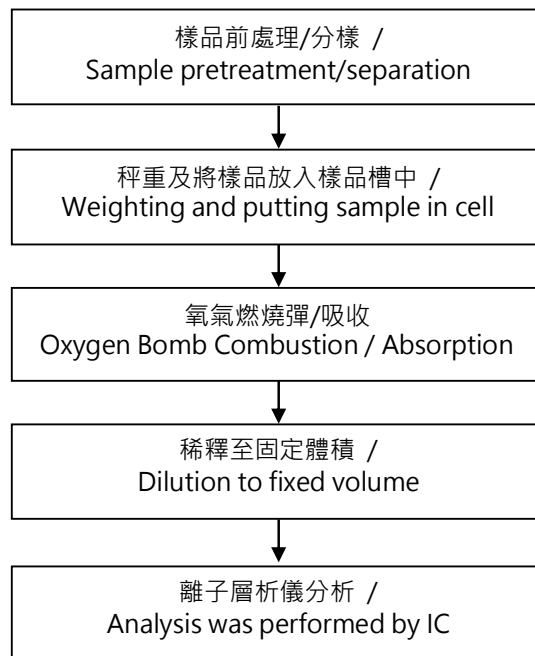 樣品前處理/分樣 /
Sample pretreatment/separation
秤重及將樣品放入樣品槽中 /
Weighting and putting sample in cell
氧氣燃燒彈/吸收
Oxygen Bomb Combustion / Absorption
稀釋至固定體積 /
Dilution to fixed volume
離子層析儀分析 /
Analysis was performed by IC